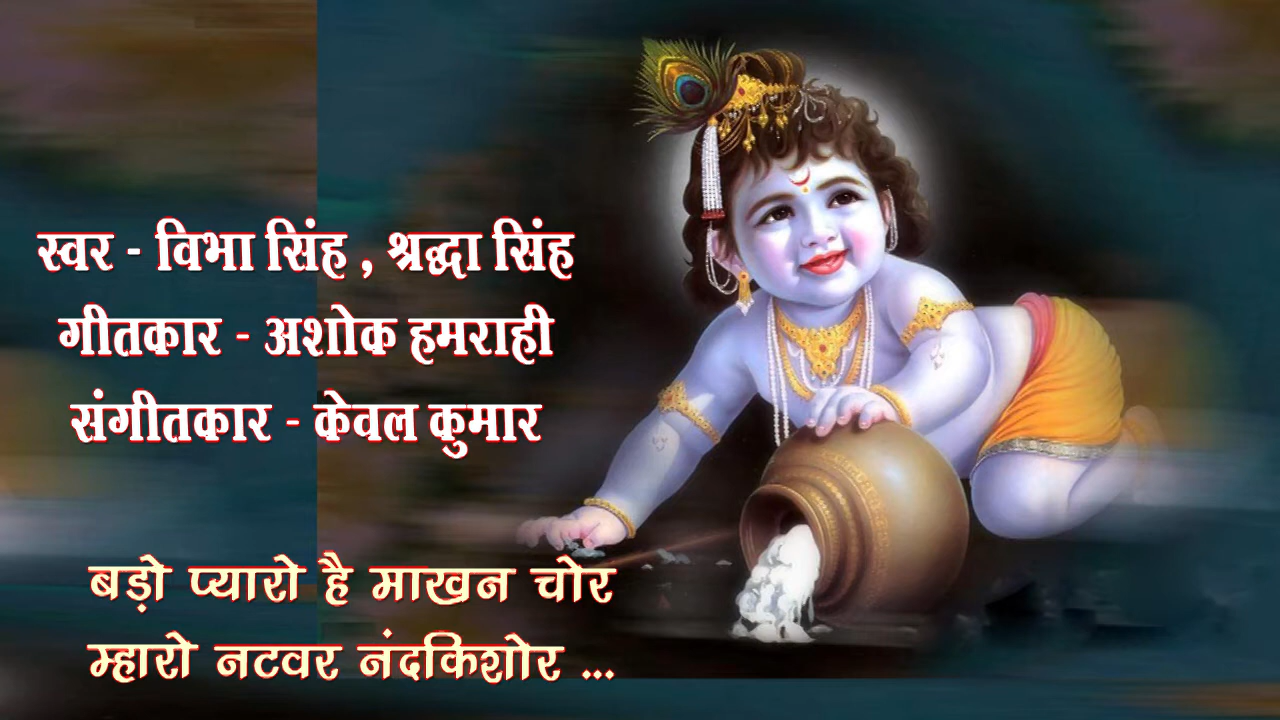 स्वर - विभा सिंह , श्रद्धा सिंह
गीतकार - अशोक हमराही
संगीतकार - केवल कुमार
बड़ो प्यारो है माखन चोर
म्हारो नटवर नंदकिशोर ...